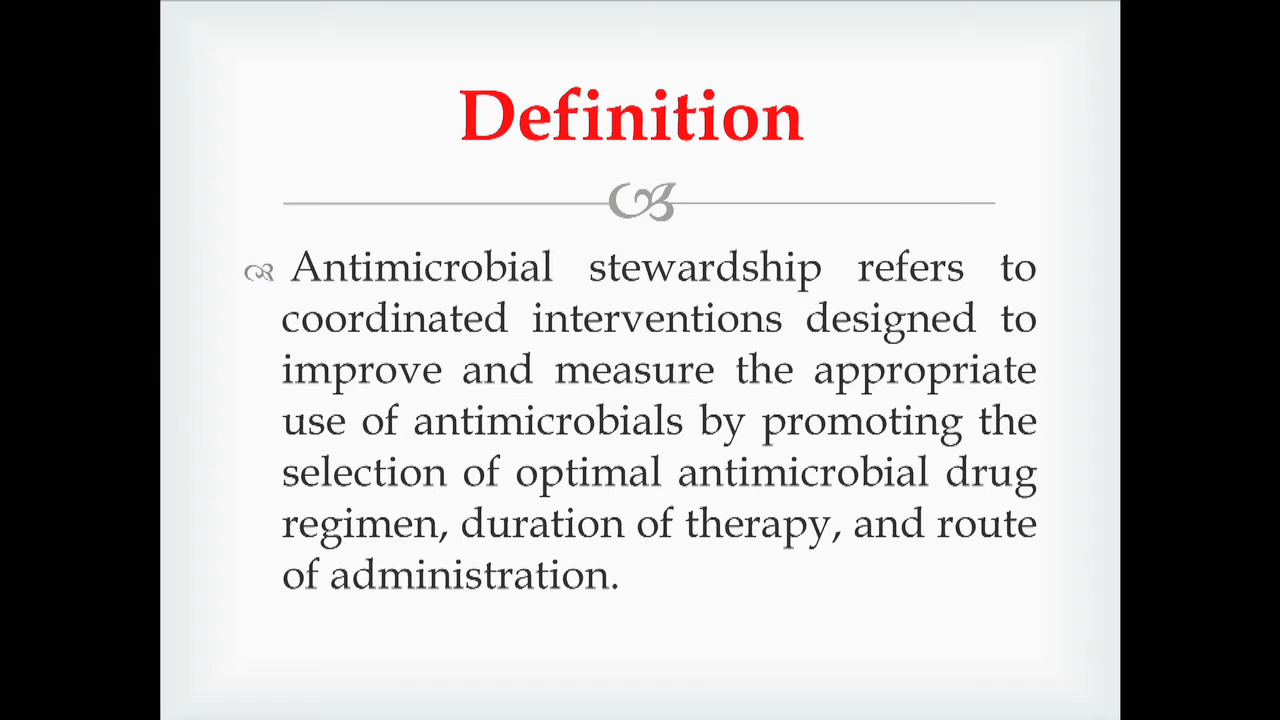 Definition
Antimicrobial stewardship refers to
coordinated interventions designed to
improve and measure the appropriate
use of antimicrobials by promoting the
selection of optimal antimicrobial drug
regimen, duration of therapy, and route
of administration.